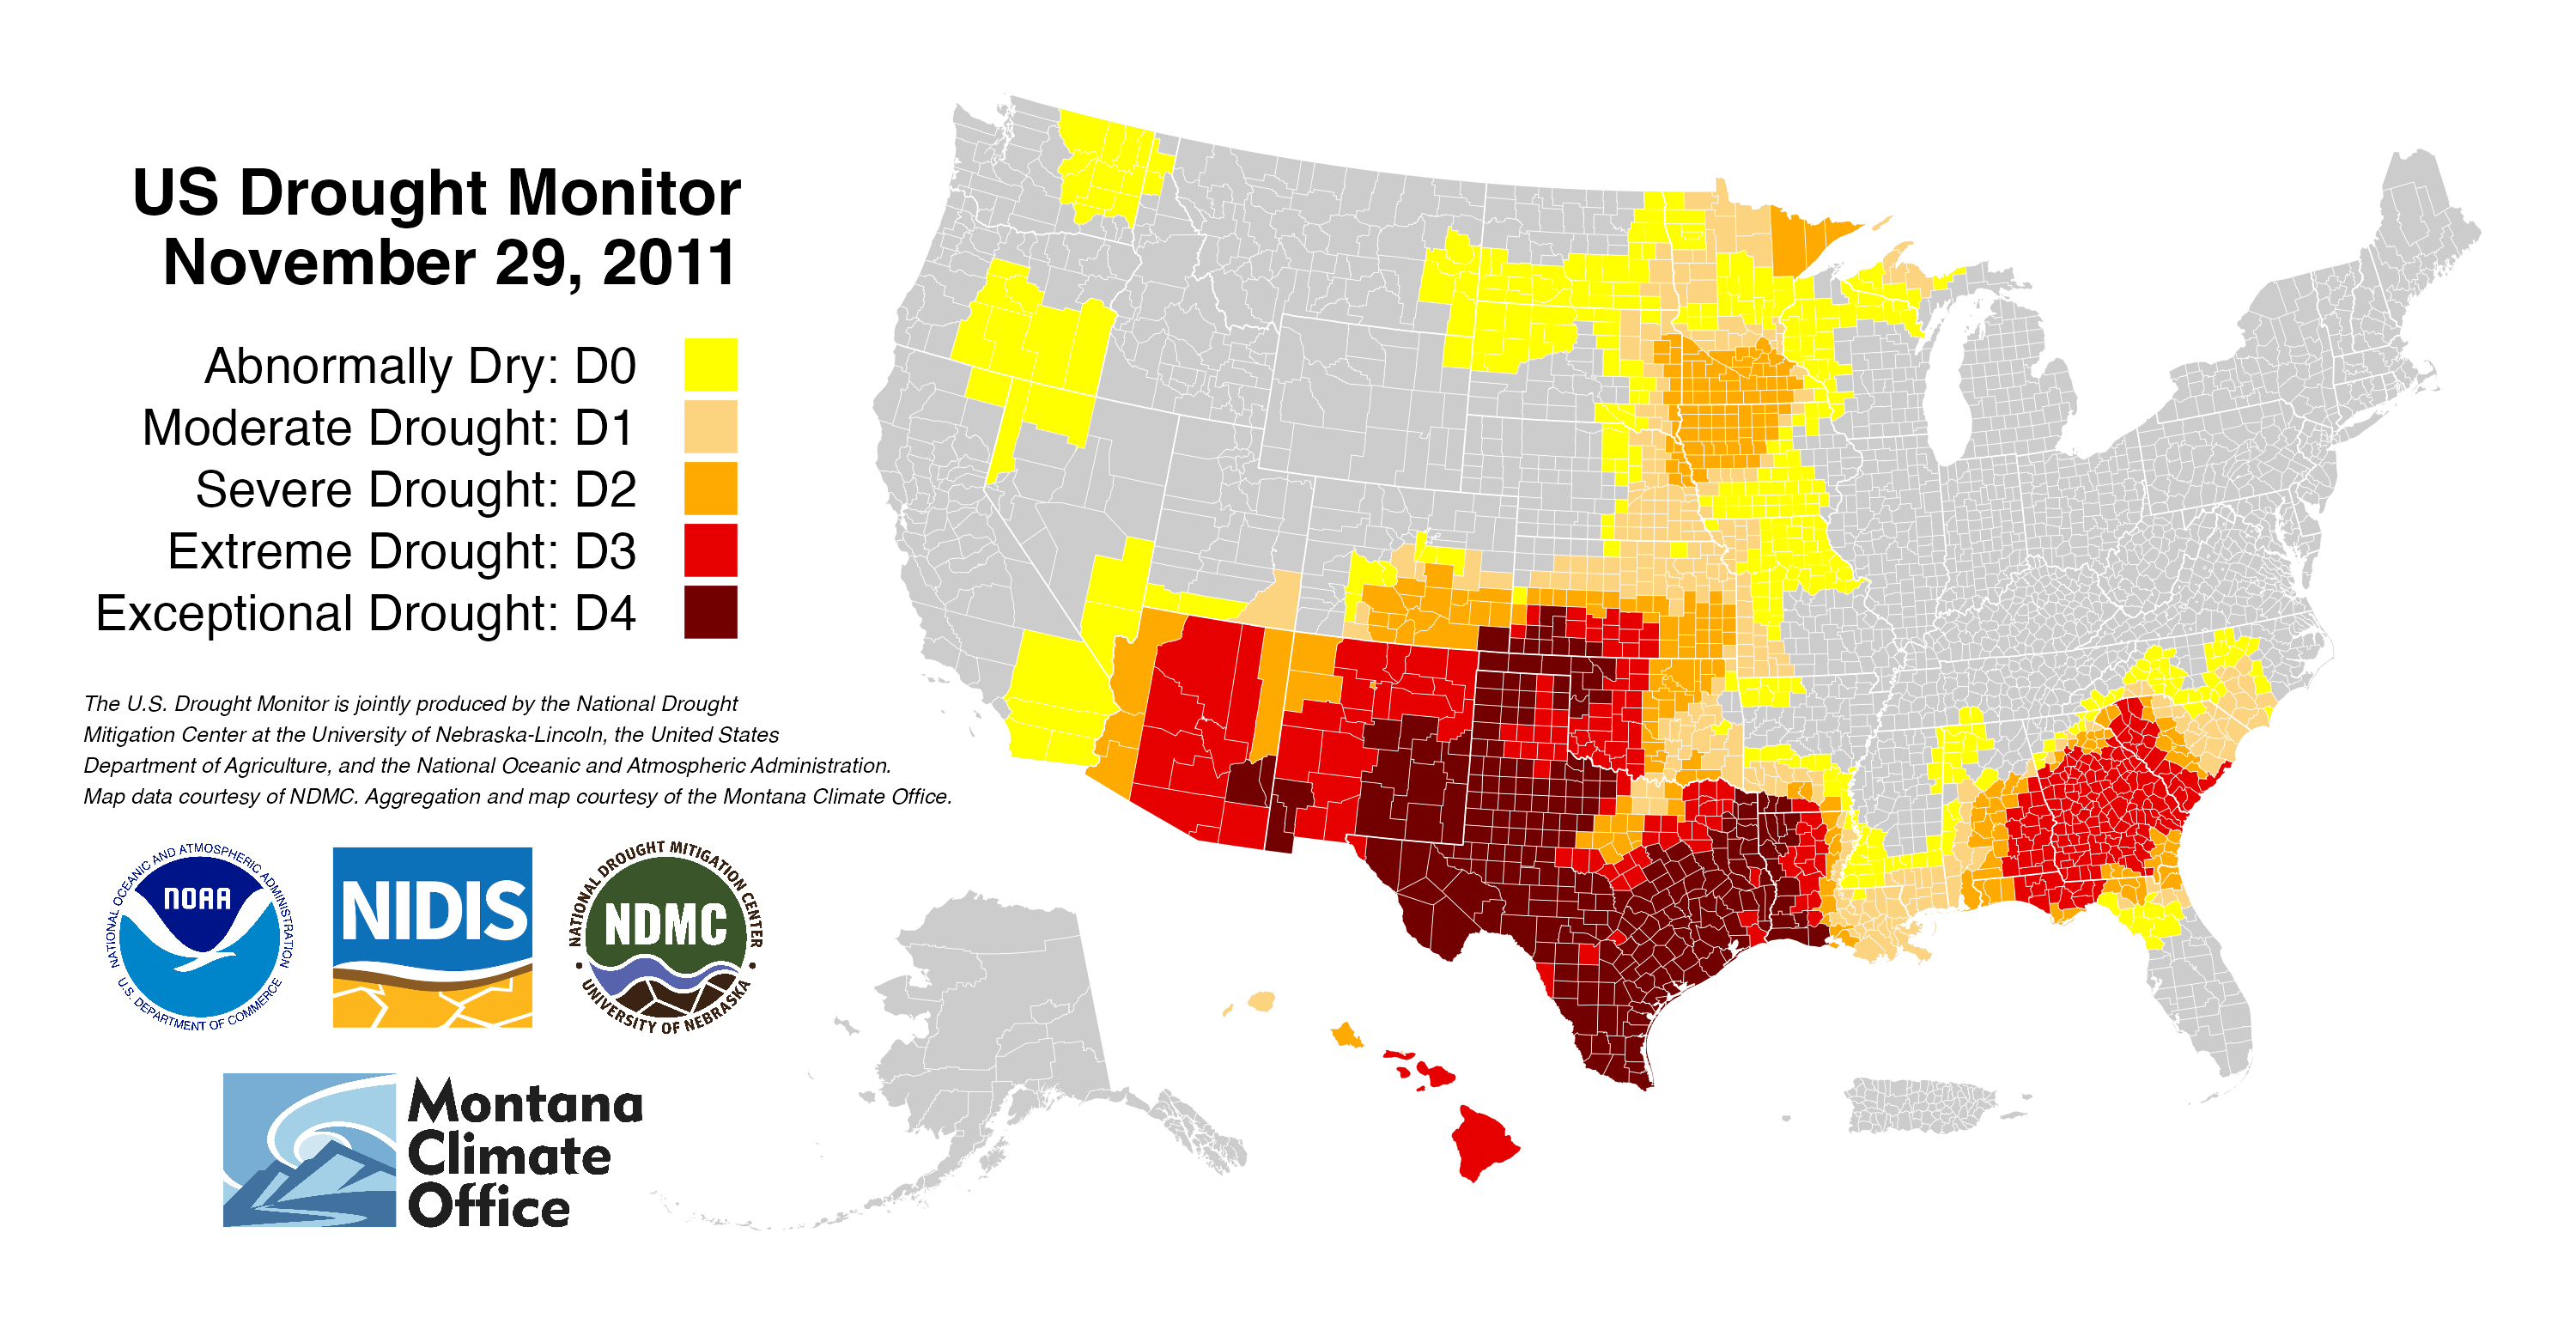 US Drought Monitor
November 29, 2011
Abnormally Dry: D0
Moderate Drought: D1
Severe Drought: D2
Extreme Drought: D3
Exceptional Drought: D4
The U.S. Drought Monitor is jointly produced by the National Drought
Mitigation Center at the University of Nebraska-Lincoln, the United States
Department of Agriculture, and the National Oceanic and Atmospheric Administration.
Map data courtesy of NDMC. Aggregation and map courtesy of the Montana Climate Office.
NATIONAL OCEANIC AND ATMOSPHERIC ADMINISTRATION
NOAA
U.S. DEPARTMENT OF COMMERCE
NIDIS
NATIONAL DROUGHT MITIGATION CENTER
NDMC
UNIVERSITY OF NEBRASKA
Montana
Climate
Office